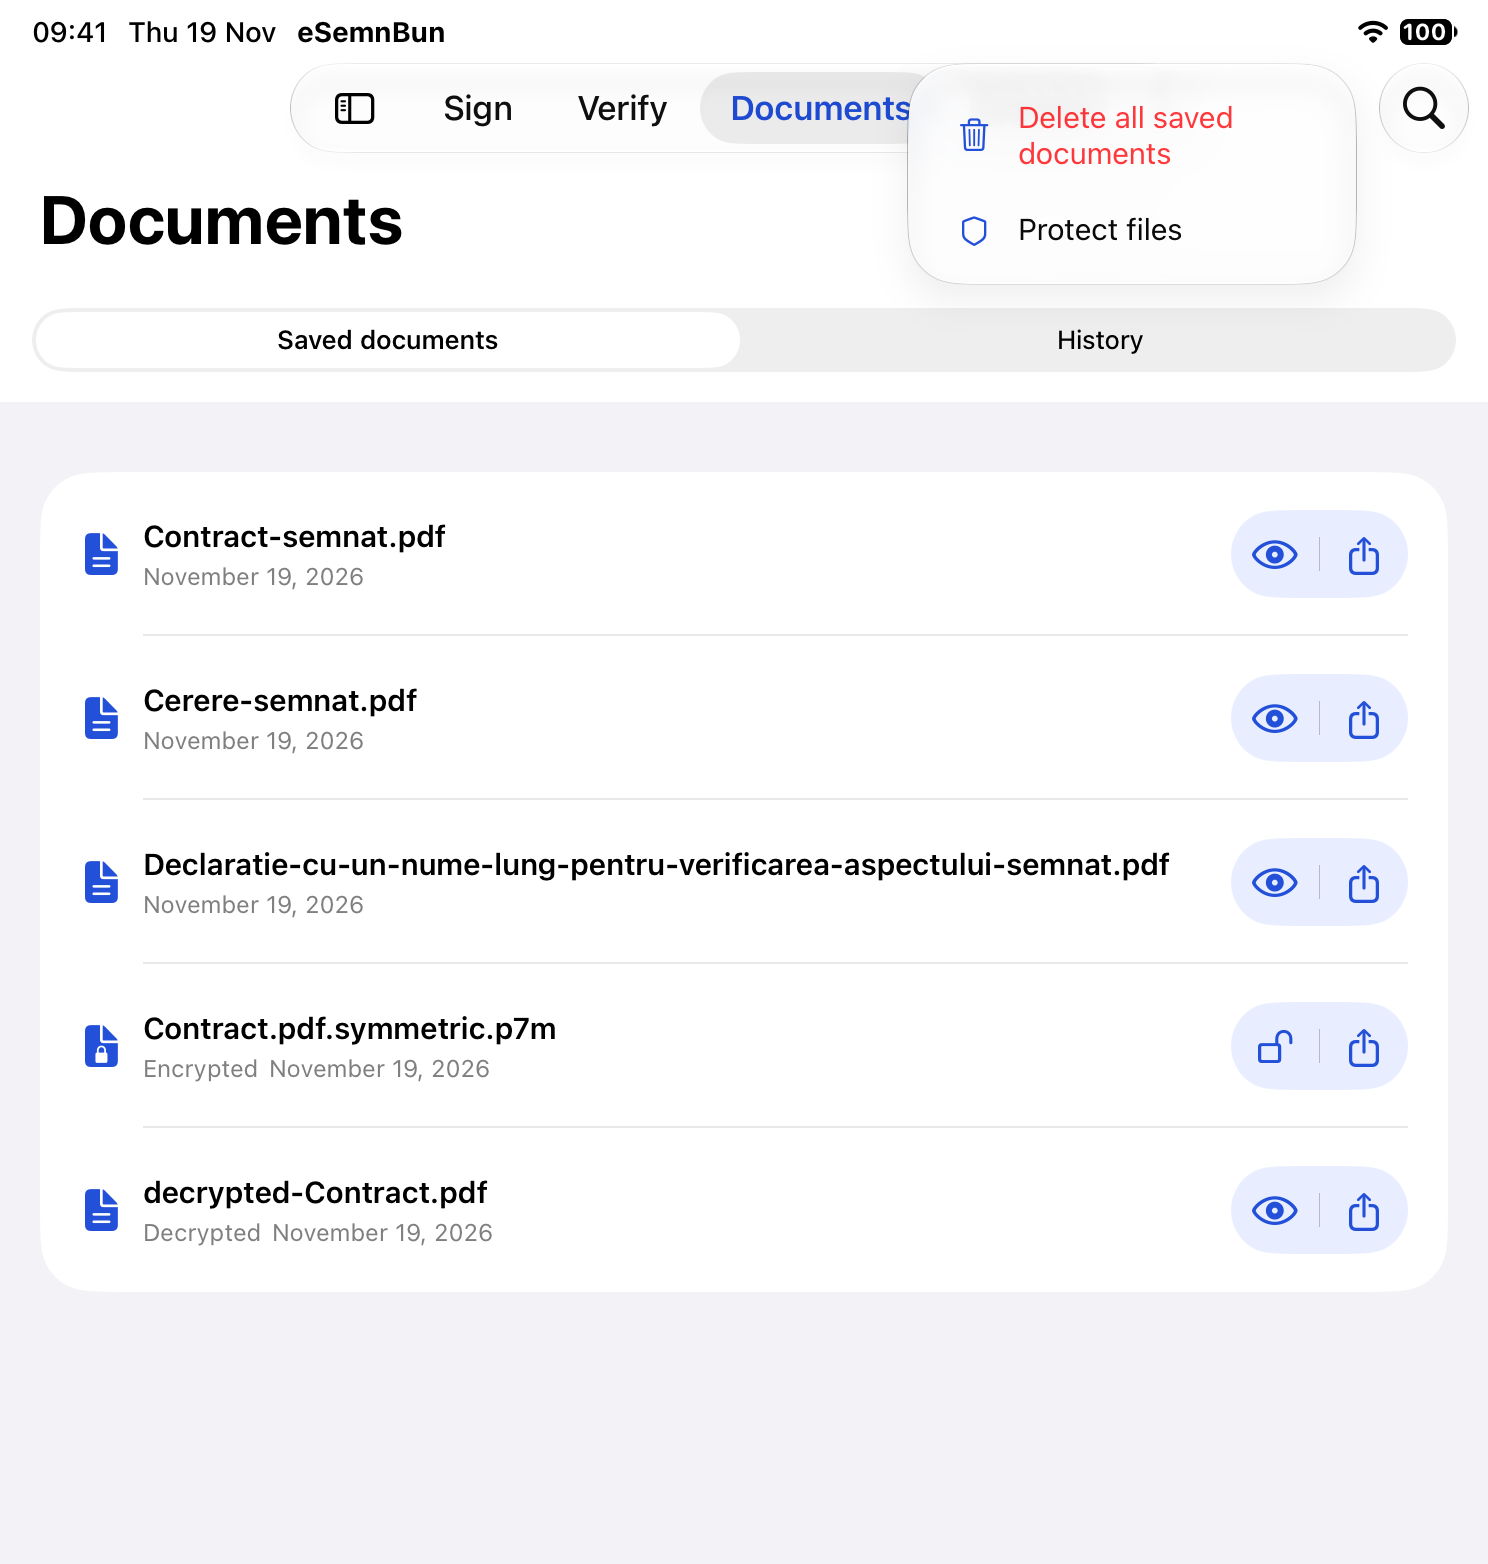 09:41 Thu 19 Nov eSemnBun
100
Sign Verify Documents
Delete all saved
documents
Protect files
Documents
Saved documents History
Contract-semnat.pdf
November 19, 2026
Cerere-semnat.pdf
November 19, 2026
Declaratie-cu-un-nume-lung-pentru-verificarea-aspectului-semnat.pdf
November 19, 2026
Contract.pdf.symmetric.p7m
Encrypted November 19, 2026
decrypted-Contract.pdf
Decrypted November 19, 2026